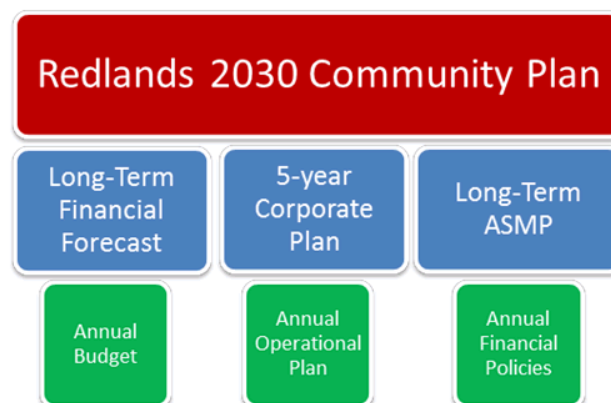 Redlands 2030 Community Plan
Long-Term
Financial
Forecast
5-year
Corporate
Plan
Long-Term
ASMP
Annual
Budget
Annual
Operational
Plan
Annual
Financial
Policies